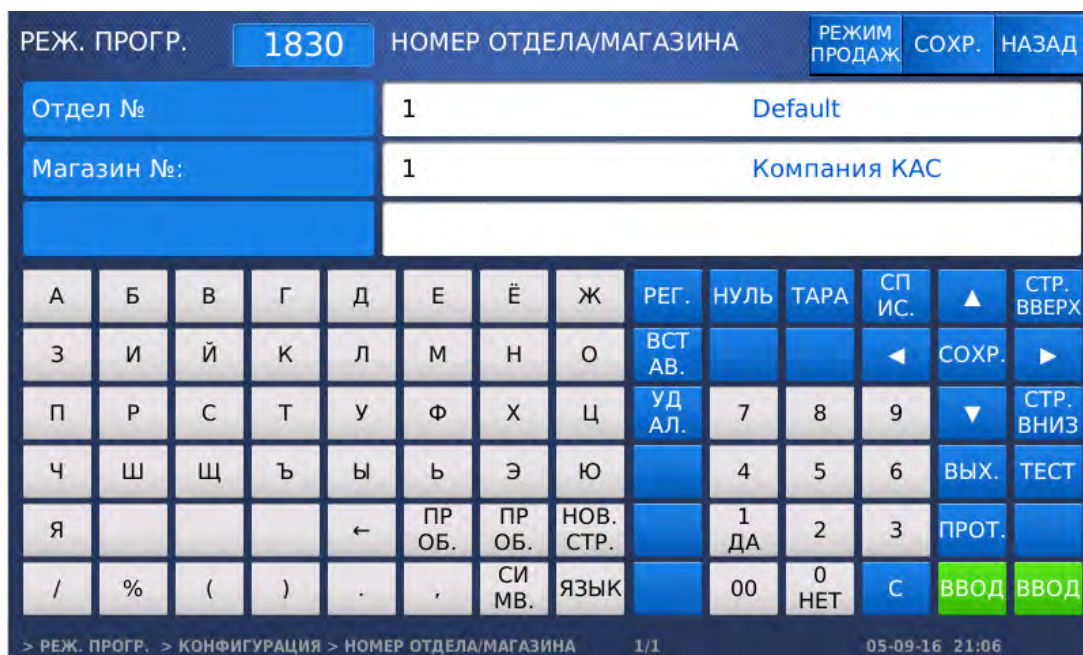 РЕЖ. ПРОГР. 1830 НОМЕР ОТДЕЛА/МАГАЗИНА РЕЖИМ ПРОДАЖ СОХР. НАЗАД
Отдел № 1 Default
Магазин №: 1 Компания КАС
А Б В Г Д Е Ё Ж РЕГ. НУЛЬ ТАРА СП ИС. ▲ СТР. ВВЕРХ
З И Й К Л М Н О ВСТ АВ. ◀ СОХР. ▶
П Р С Т У Ф Х Ц УД АЛ. 7 8 9 ▼ СТР. ВНИЗ
Ч Ш Щ Ъ Ы Ь Э Ю 4 5 6 ВЫХ. ТЕСТ
Я ← ПР ОБ. ПР ОБ. НОВ. СТР. 1 ДА 2 3 ПРОТ.
/ % ( ) . , СИ МВ. ЯЗЫК 00 0 НЕТ C ВВОД ВВОД
> РЕЖ. ПРОГР. > КОНФИГУРАЦИЯ > НОМЕР ОТДЕЛА/МАГАЗИНА 1/1 05-09-16 21:06